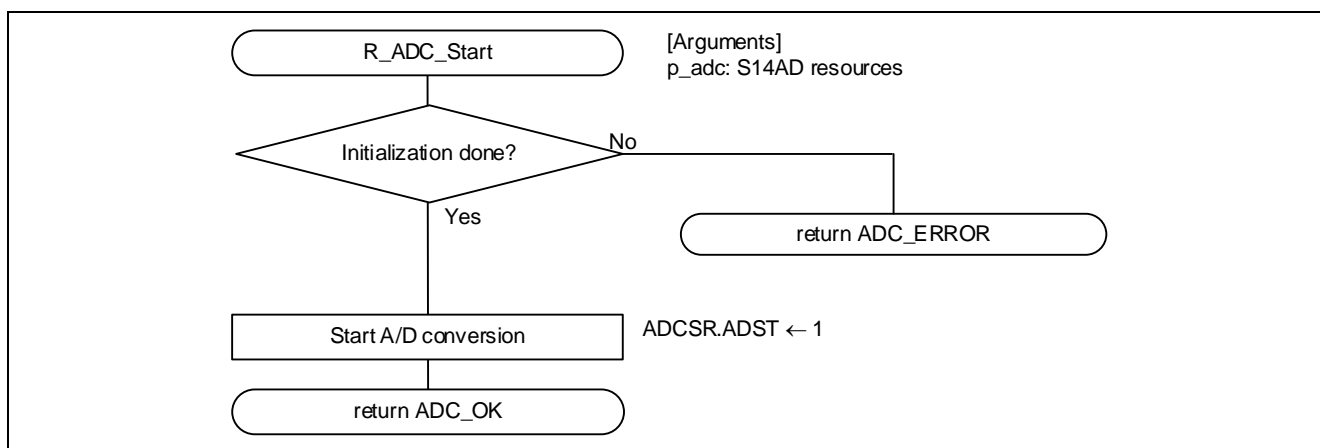 R_ADC_Start
[Arguments]
p_adc: S14AD resources
Initialization done?
No
Yes
return ADC_ERROR
Start A/D conversion
ADCSR.ADST ← 1
return ADC_OK